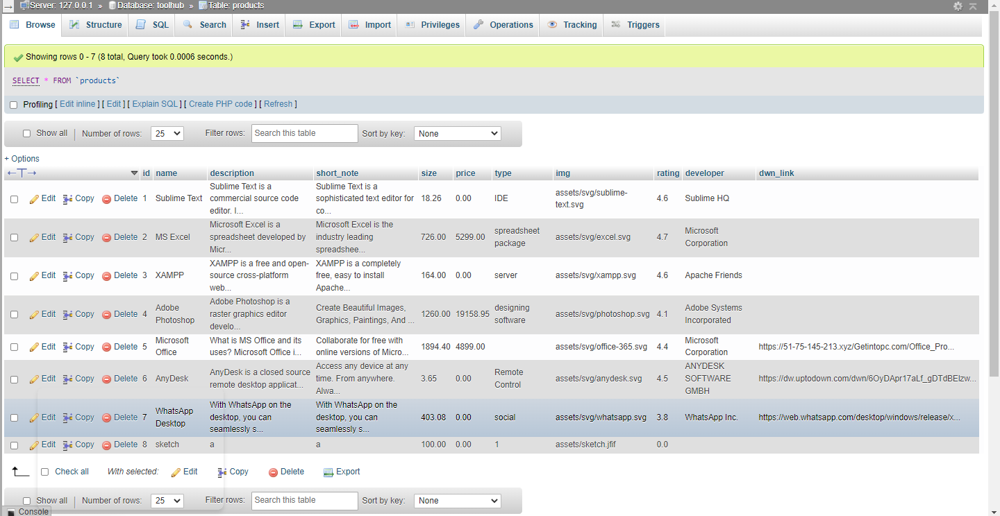 Server: 127.0.0.1 » Database: toolhub » Table: products
Browse Structure SQL Search Insert Export Import Privileges Operations Tracking Triggers
Showing rows 0 - 7 (8 total, Query took 0.0006 seconds.)
SELECT * FROM `products`
Profiling [ Edit inline ] [ Edit ] [ Explain SQL ] [ Create PHP code ] [ Refresh ]
Show all | Number of rows: 25 Filter rows: Search this table Sort by key: None
+ Options
←T→ id name description short_note size price type img rating developer dwn_link
Edit Copy Delete 1 Sublime Text Sublime Text is a commercial source code editor. I... Sublime Text is a sophisticated text editor for co... 18.26 0.00 IDE assets/svg/sublime-text.svg 4.6 Sublime HQ
Edit Copy Delete 2 MS Excel Microsoft Excel is a spreadsheet developed by Micr... Microsoft Excel is the industry leading spreadshee... 726.00 5299.00 spreadsheet package assets/svg/excel.svg 4.7 Microsoft Corporation
Edit Copy Delete 3 XAMPP XAMPP is a free and open-source cross-platform web... XAMPP is a completely free, easy to install Apache... 164.00 0.00 server assets/svg/xampp.svg 4.6 Apache Friends
Edit Copy Delete 4 Adobe Photoshop Adobe Photoshop is a raster graphics editor develo... Create Beautiful Images, Graphics, Paintings, And ... 1260.00 19158.95 designing software assets/svg/photoshop.svg 4.1 Adobe Systems Incorporated
Edit Copy Delete 5 Microsoft Office What is MS Office and its uses? Microsoft Office i... Collaborate for free with online versions of Micro... 1894.40 4899.00 assets/svg/office-365.svg 4.4 Microsoft Corporation https://51-75-145-213.xyz/Getintopc.com/Office_Pro...
Edit Copy Delete 6 AnyDesk AnyDesk is a closed source remote desktop applicat... Access any device at any time. From anywhere. Alwa... 3.65 0.00 Remote Control assets/svg/anydesk.svg 4.5 ANYDESK SOFTWARE GMBH https://dw.uptodown.com/dwn/6OyDApr17aLf_gDTdBElzw...
Edit Copy Delete 7 WhatsApp Desktop With WhatsApp on the desktop, you can seamlessly s... With WhatsApp on the desktop, you can seamlessly s... 403.08 0.00 social assets/svg/whatsapp.svg 3.8 WhatsApp Inc. https://web.whatsapp.com/desktop/windows/release/x...
Edit Copy Delete 8 sketch a a 100.00 0.00 1 assets/sketch.jfif 0.0
Check all With selected: Edit Copy Delete Export
Show all | Number of rows: 25 Filter rows: Search this table Sort by key: None
Console